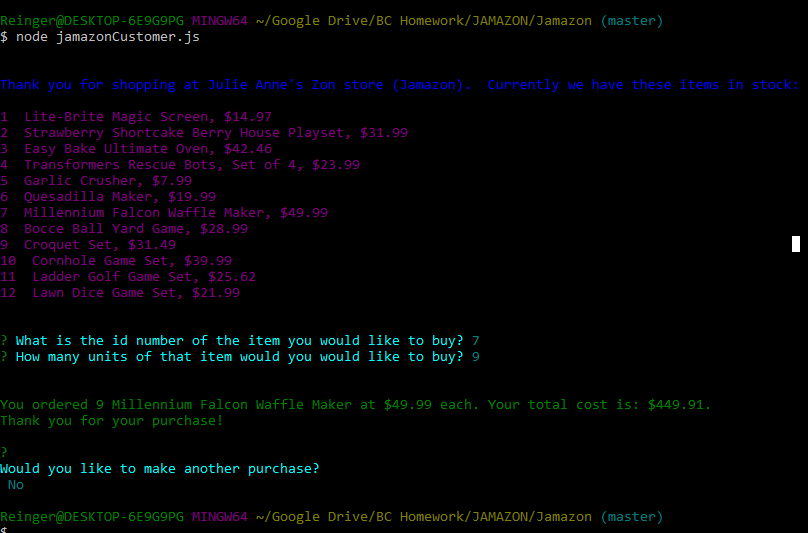 Reinger@DESKTOP-6E9G9PG MINGW64 ~/Google Drive/BC Homework/JAMAZON/Jamazon (master)
$ node jamazonCustomer.js
Thank you for shopping at Julie Anne's Zon store (Jamazon).  Currently we have these items in stock:
1  Lite-Brite Magic Screen, $14.97
2  Strawberry Shortcake Berry House Playset, $31.99
3  Easy Bake Ultimate Oven, $42.46
4  Transformers Rescue Bots, Set of 4, $23.99
5  Garlic Crusher, $7.99
6  Quesadilla Maker, $19.99
7  Millennium Falcon Waffle Maker, $49.99
8  Bocce Ball Yard Game, $28.99
9  Croquet Set, $31.49
10  Cornhole Game Set, $39.99
11  Ladder Golf Game Set, $25.62
12  Lawn Dice Game Set, $21.99
? What is the id number of the item you would like to buy? 7
? How many units of that item would you would like to buy? 9
You ordered 9 Millennium Falcon Waffle Maker at $49.99 each. Your total cost is: $449.91.
Thank you for your purchase!
?
Would you like to make another purchase?
No
Reinger@DESKTOP-6E9G9PG MINGW64 ~/Google Drive/BC Homework/JAMAZON/Jamazon (master)
$